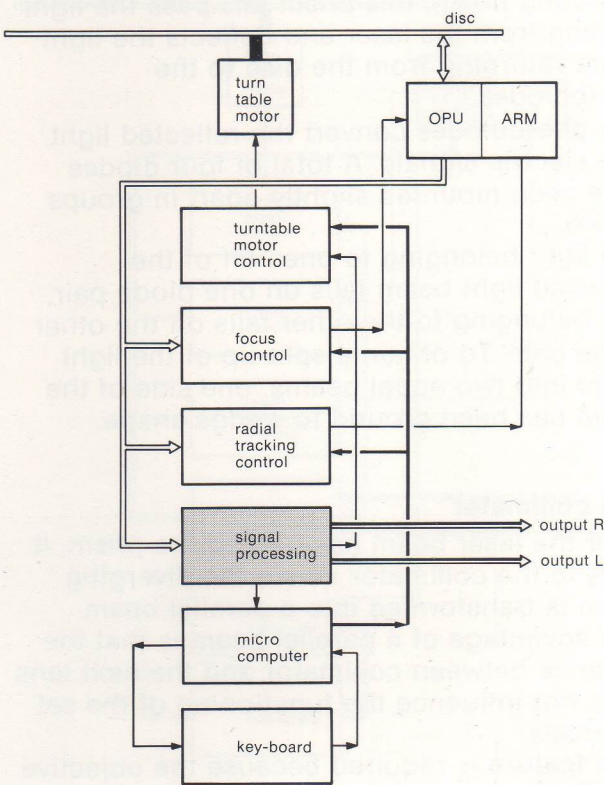 disc
turn
table
motor
OPU
ARM
turntable
motor
control
focus
control
radial
tracking
control
signal
processing
output R
output L
micro
computer
key-board